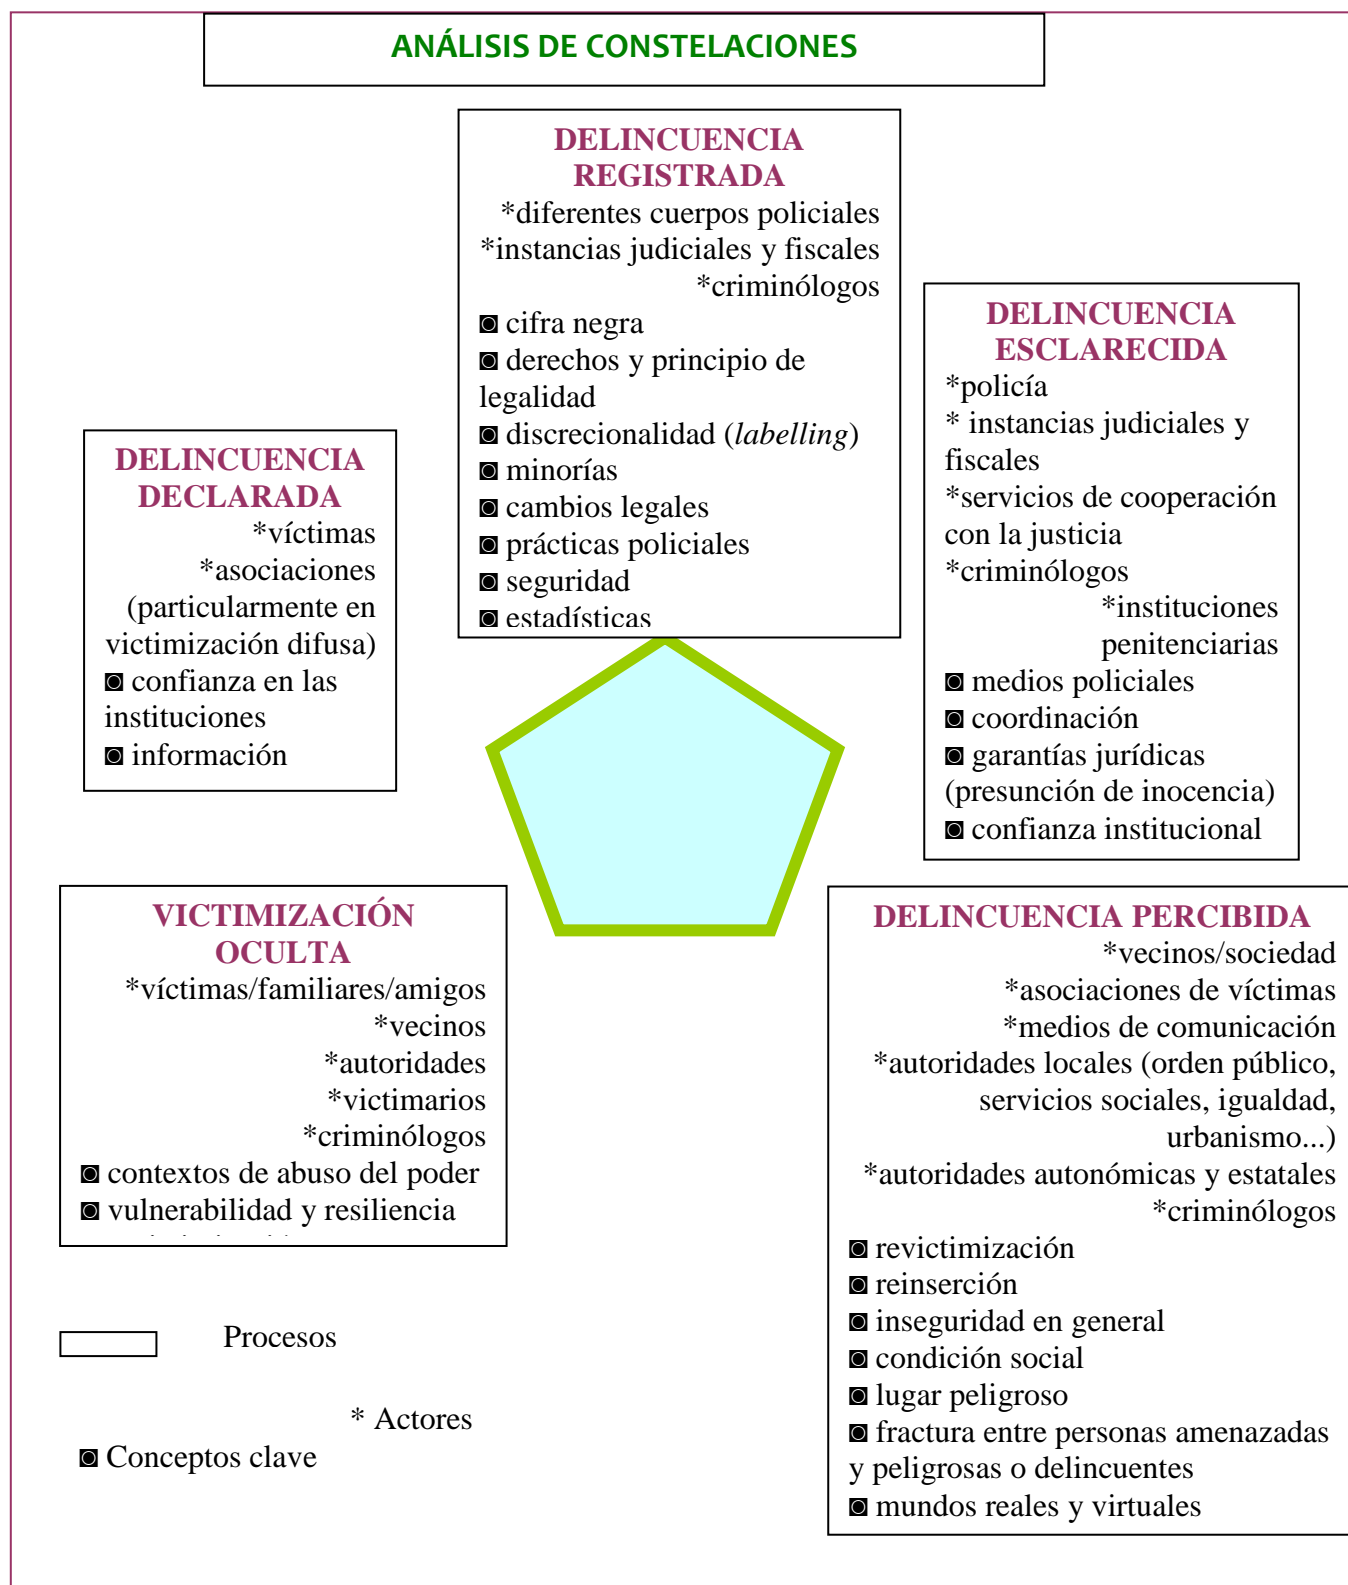 ANÁLISIS DE CONSTELACIONES
DELINCUENCIA
REGISTRADA
*diferentes cuerpos policiales
*instancias judiciales y fiscales
*criminólogos
◙ cifra negra
◙ derechos y principio de
legalidad
◙ discrecionalidad (labelling)
◙ minorías
◙ cambios legales
◙ prácticas policiales
◙ seguridad
◙ estadísticas
DELINCUENCIA
ESCLARECIDA
*policía
* instancias judiciales y
fiscales
*servicios de cooperación
con la justicia
*criminólogos
*instituciones
penitenciarias
◙ medios policiales
◙ coordinación
◙ garantías jurídicas
(presunción de inocencia)
◙ confianza institucional
DELINCUENCIA
DECLARADA
*víctimas
*asociaciones
(particularmente en
victimización difusa)
◙ confianza en las
instituciones
◙ información
VICTIMIZACIÓN
OCULTA
*víctimas/familiares/amigos
*vecinos
*autoridades
*victimarios
*criminólogos
◙ contextos de abuso del poder
◙ vulnerabilidad y resiliencia
DELINCUENCIA PERCIBIDA
*vecinos/sociedad
*asociaciones de víctimas
*medios de comunicación
*autoridades locales (orden público,
servicios sociales, igualdad,
urbanismo...)
*autoridades autonómicas y estatales
*criminólogos
◙ revictimización
◙ reinserción
◙ inseguridad en general
◙ condición social
◙ lugar peligroso
◙ fractura entre personas amenazadas
y peligrosas o delincuentes
◙ mundos reales y virtuales
Procesos
* Actores
◙ Conceptos clave